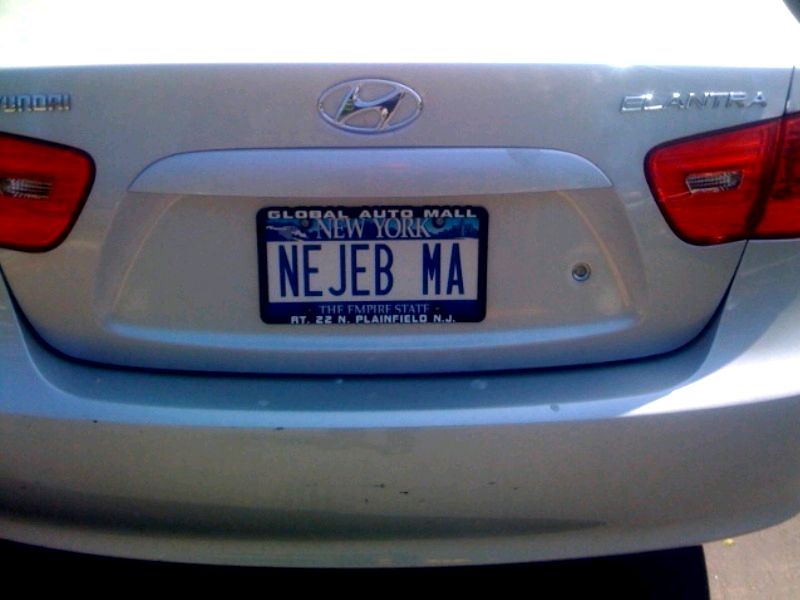 HYUNDAI
ELANTRA
GLOBAL AUTO MALL
NEW YORK
NEJEB MA
THE EMPIRE STATE
RT. 22 N. PLAINFIELD N.J.